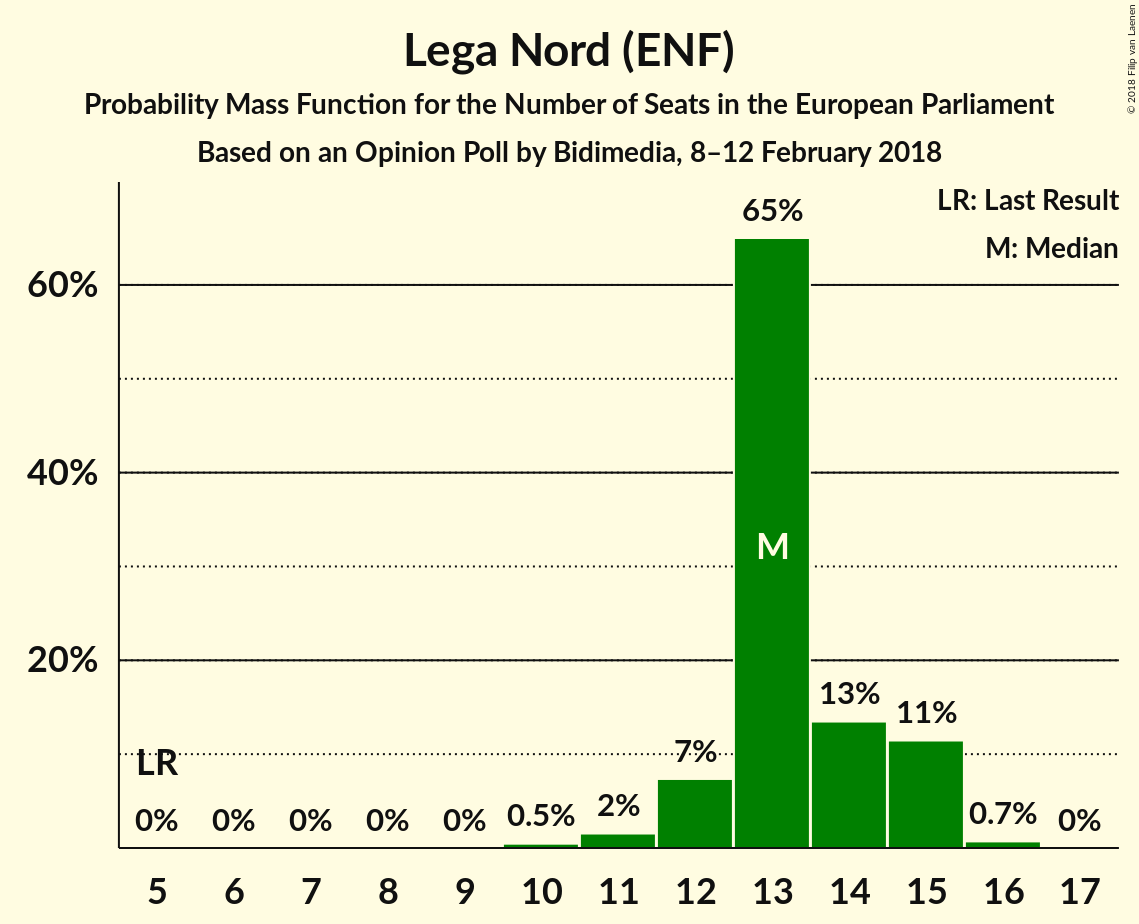 Lega Nord (ENF)
Probability Mass Function for the Number of Seats in the European Parliament
Based on an Opinion Poll by Bidimedia, 8–12 February 2018
© 2018 Filip van Laenen
LR: Last Result
M: Median
65%
60%
40%
M
20%
13%
11%
7%
LR
0% 0% 0% 0% 0% 0.5% 2% 0.7% 0%
5 6 7 8 9 10 11 12 13 14 15 16 17